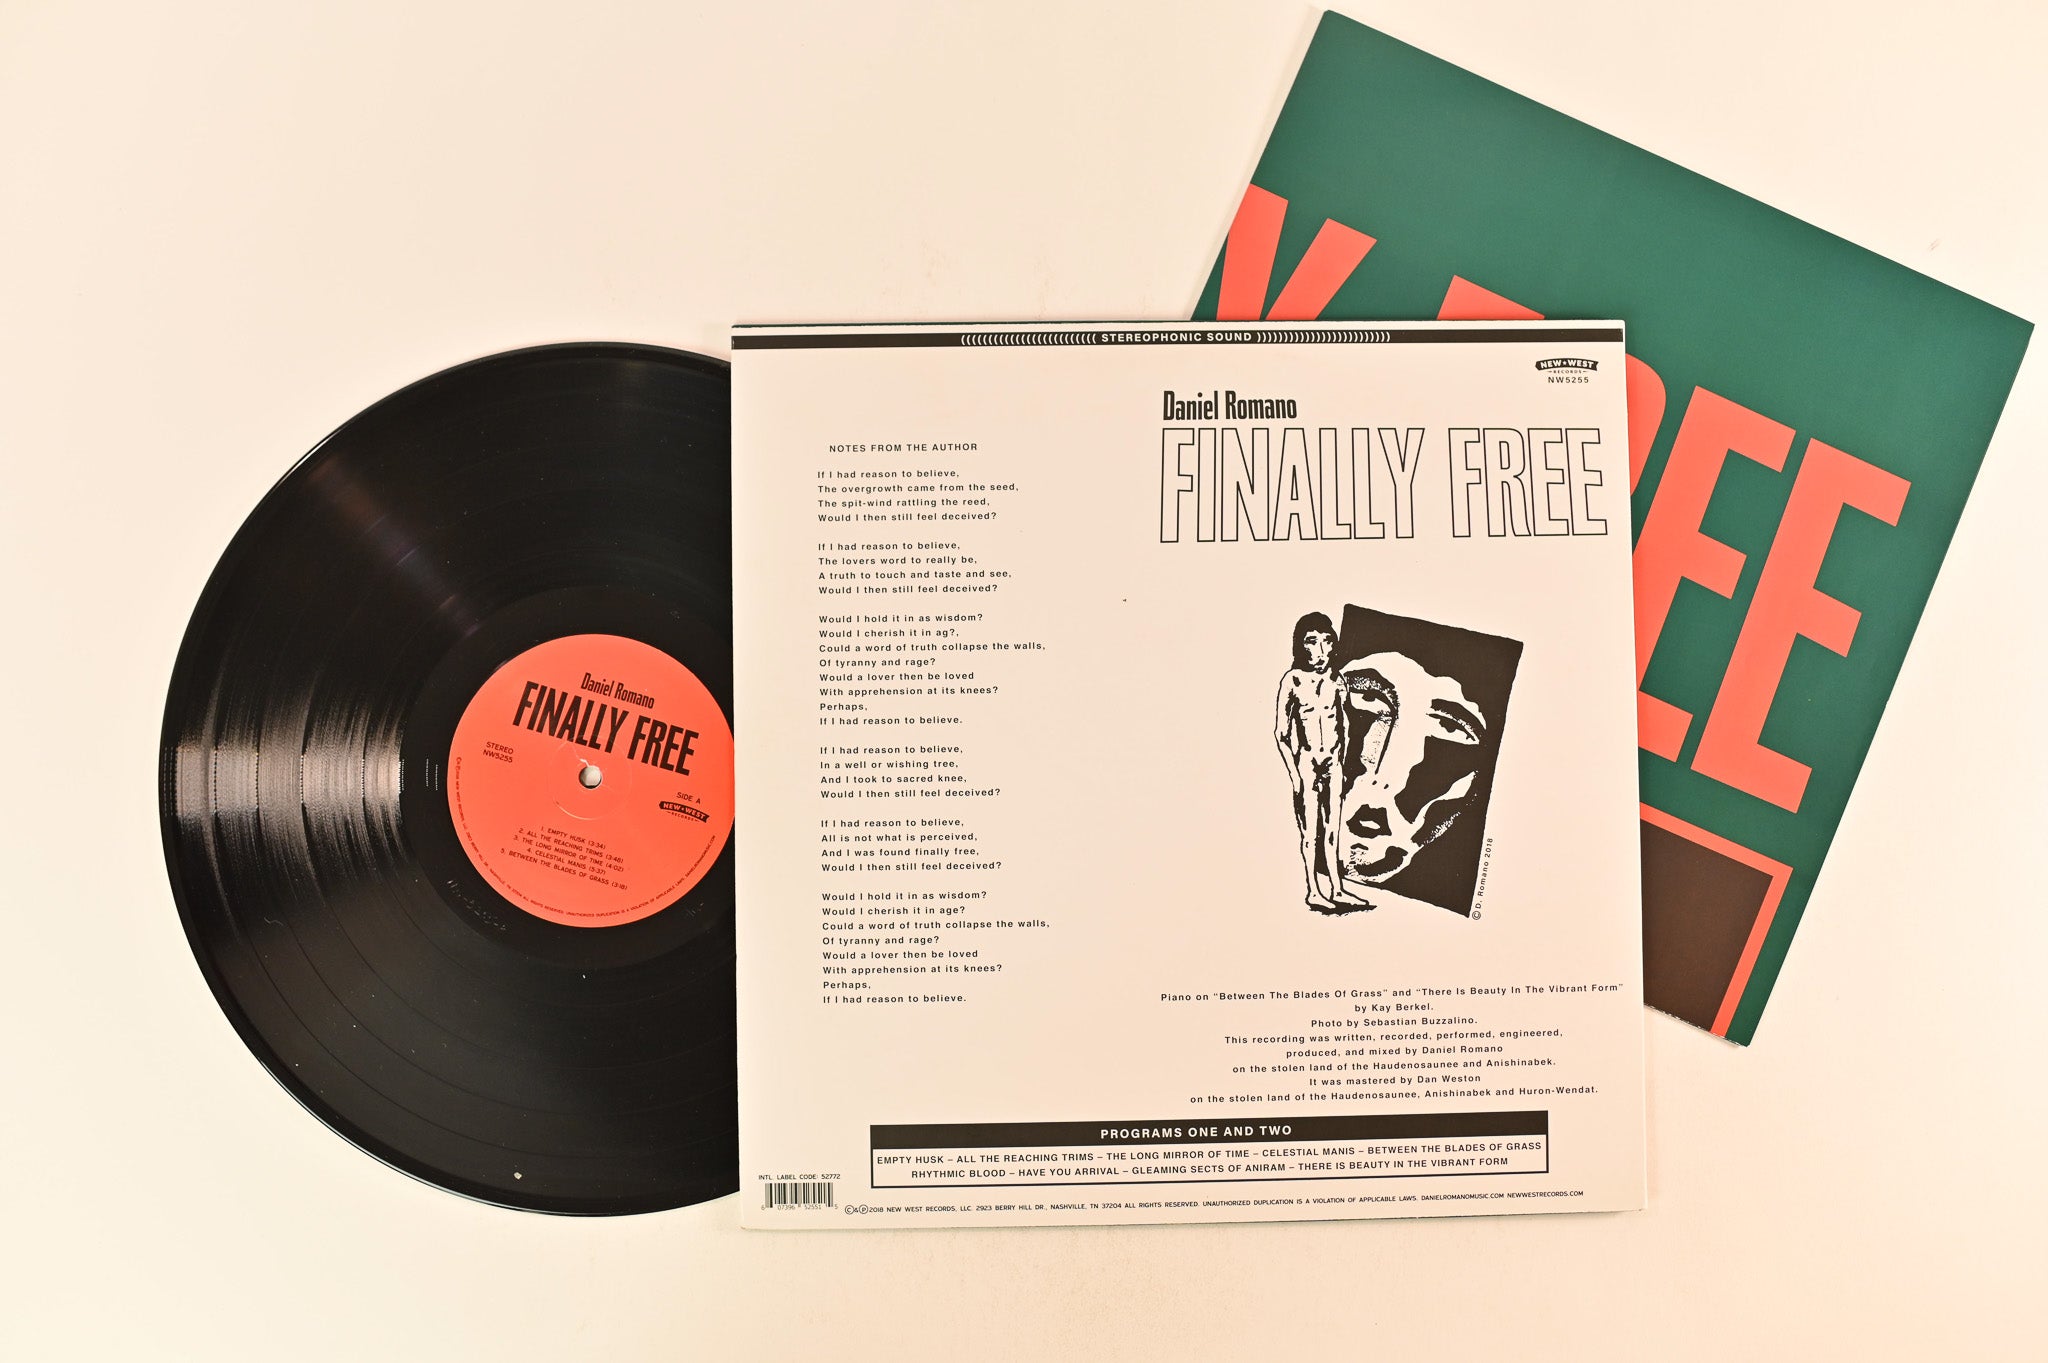 Daniel Romano
FINALLY FREE
STEREO
NW5255
SIDE A
NEW WEST
RECORDS
1. EMPTY HUSK (3:34)
2. ALL THE REACHING TRIMS (3:46)
3. THE LONG MIRROR OF TIME (4:02)
4. CELESTIAL MANIS (5:37)
5. BETWEEN THE BLADES OF GRASS (3:18)
STEREOPHONIC SOUND
NEW WEST
RECORDS
NW5255
Daniel Romano
FINALLY FREE
NOTES FROM THE AUTHOR
If I had reason to believe,
The overgrowth came from the seed,
The spit-wind rattling the reed,
Would I then still feel deceived?
If I had reason to believe,
The lovers word to really be,
A truth to touch and taste and see,
Would I then still feel deceived?
Would I hold it in as wisdom?
Would I cherish it in ag?,
Could a word of truth collapse the walls,
Of tyranny and rage?
Would a lover then be loved
With apprehension at its knees?
Perhaps,
If I had reason to believe.
If I had reason to believe,
In a well or wishing tree,
And I took to sacred knee,
Would I then still feel deceived?
If I had reason to believe,
All is not what is perceived,
And I was found finally free,
Would I then still feel deceived?
Would I hold it in as wisdom?
Would I cherish it in age?
Could a word of truth collapse the walls,
Of tyranny and rage?
Would a lover then be loved
With apprehension at its knees?
Perhaps,
If I had reason to believe.
© D. Romano 2018
Piano on “Between The Blades Of Grass” and “There Is Beauty In The Vibrant Form”
by Kay Berkel.
Photo by Sebastian Buzzalino.
This recording was written, recorded, performed, engineered,
produced, and mixed by Daniel Romano
on the stolen land of the Haudenosaunee and Anishinabek.
It was mastered by Dan Weston
on the stolen land of the Haudenosaunee, Anishinabek and Huron-Wendat.
PROGRAMS ONE AND TWO
EMPTY HUSK – ALL THE REACHING TRIMS – THE LONG MIRROR OF TIME – CELESTIAL MANIS – BETWEEN THE BLADES OF GRASS
RHYTHMIC BLOOD – HAVE YOU ARRIVAL – GLEAMING SECTS OF ANIRAM – THERE IS BEAUTY IN THE VIBRANT FORM
INTL. LABEL CODE: 52772
6 07396 52551 5
©&℗2018 NEW WEST RECORDS, LLC. 2923 BERRY HILL DR., NASHVILLE, TN 37204 ALL RIGHTS RESERVED. UNAUTHORIZED DUPLICATION IS A VIOLATION OF APPLICABLE LAWS. DANIELROMANOMUSIC.COM NEWWESTRECORDS.COM
Y FREE